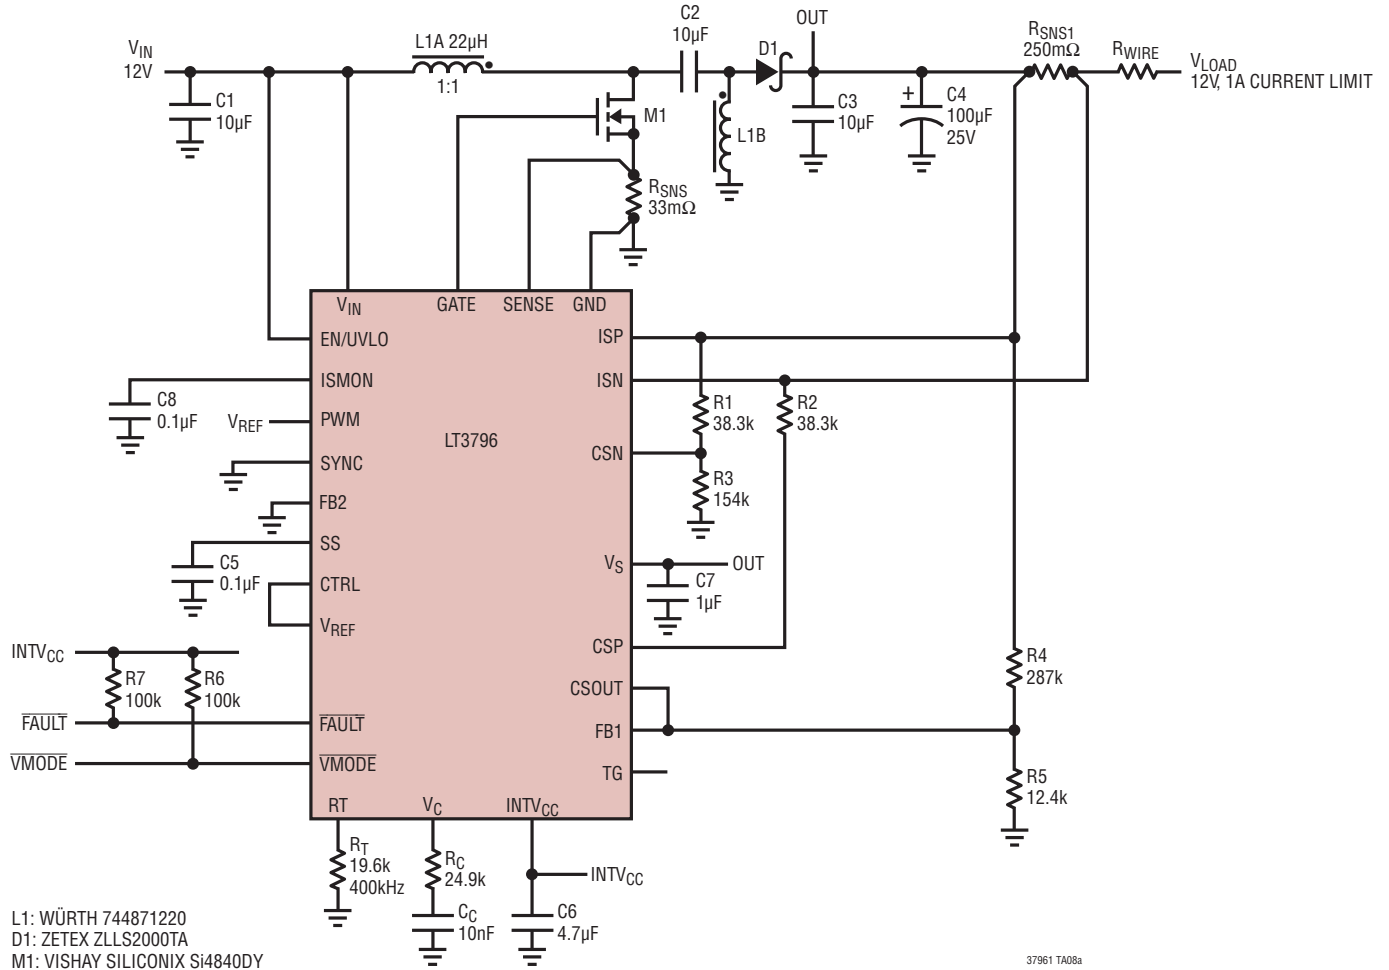 VIN
12V
C1
10µF
L1A 22µH
1:1
C2
10µF
D1
OUT
M1
L1B
C3
10µF
+
C4
100µF
25V
RSNS1
250mΩ
RWIRE
VLOAD
12V, 1A CURRENT LIMIT
RSNS
33mΩ
VIN
GATE
SENSE
GND
EN/UVLO
ISMON
PWM
SYNC
FB2
SS
CTRL
VREF
FAULT
VMODE
RT
VC
INTVCC
LT3796
ISP
ISN
CSN
VS
CSP
CSOUT
FB1
TG
C8
0.1µF
VREF
C5
0.1µF
INTVCC
R7
100k
R6
100k
FAULT
VMODE
R1
38.3k
R2
38.3k
R3
154k
OUT
C7
1µF
R4
287k
R5
12.4k
RT
19.6k
400kHz
RC
24.9k
CC
10nF
INTVCC
C6
4.7µF
L1: WÜRTH 744871220
D1: ZETEX ZLLS2000TA
M1: VISHAY SILICONIX Si4840DY
37961 TA08a